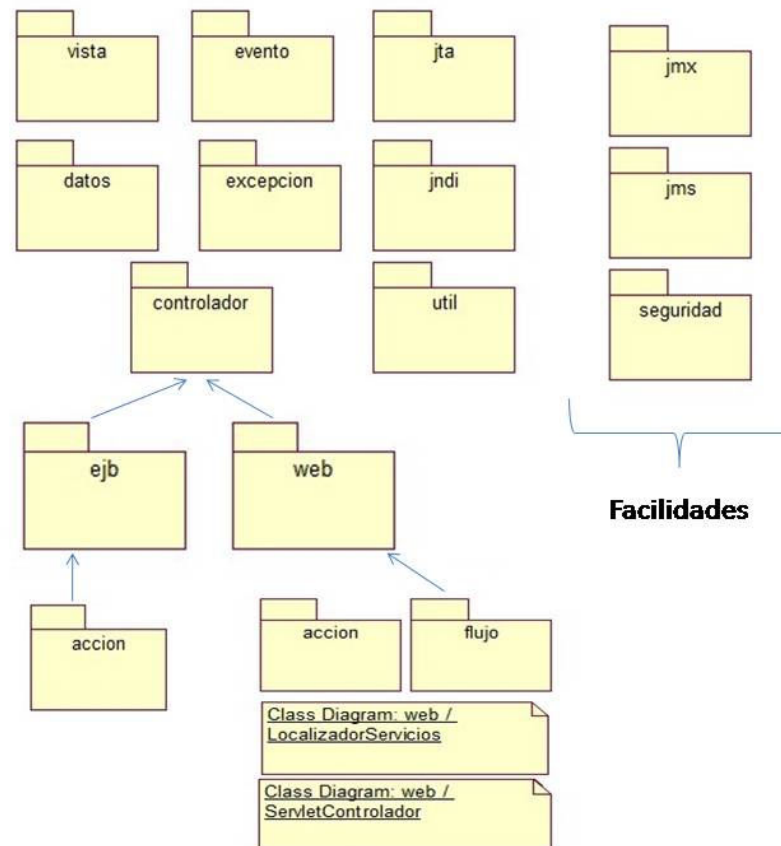 vista
evento
jta
jmx
datos
excepcion
jndi
jms
controlador
util
seguridad
ejb
web
Facilidades
accion
accion
flujo
Class Diagram: web /
LocalizadorServicios
Class Diagram: web /
ServletControlador